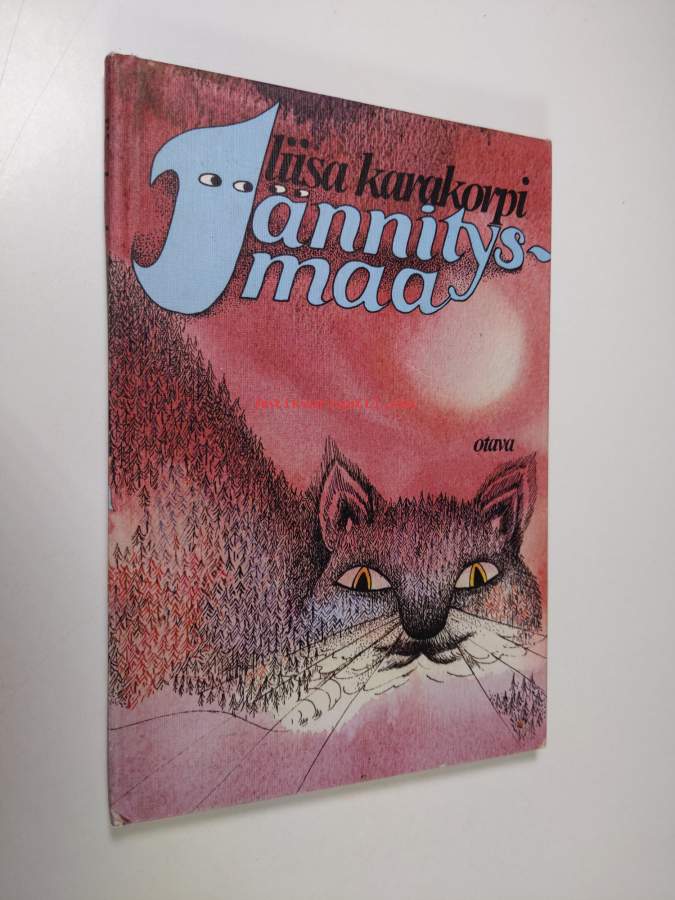 liisa karakorpi
Jännitys-
maa
otava